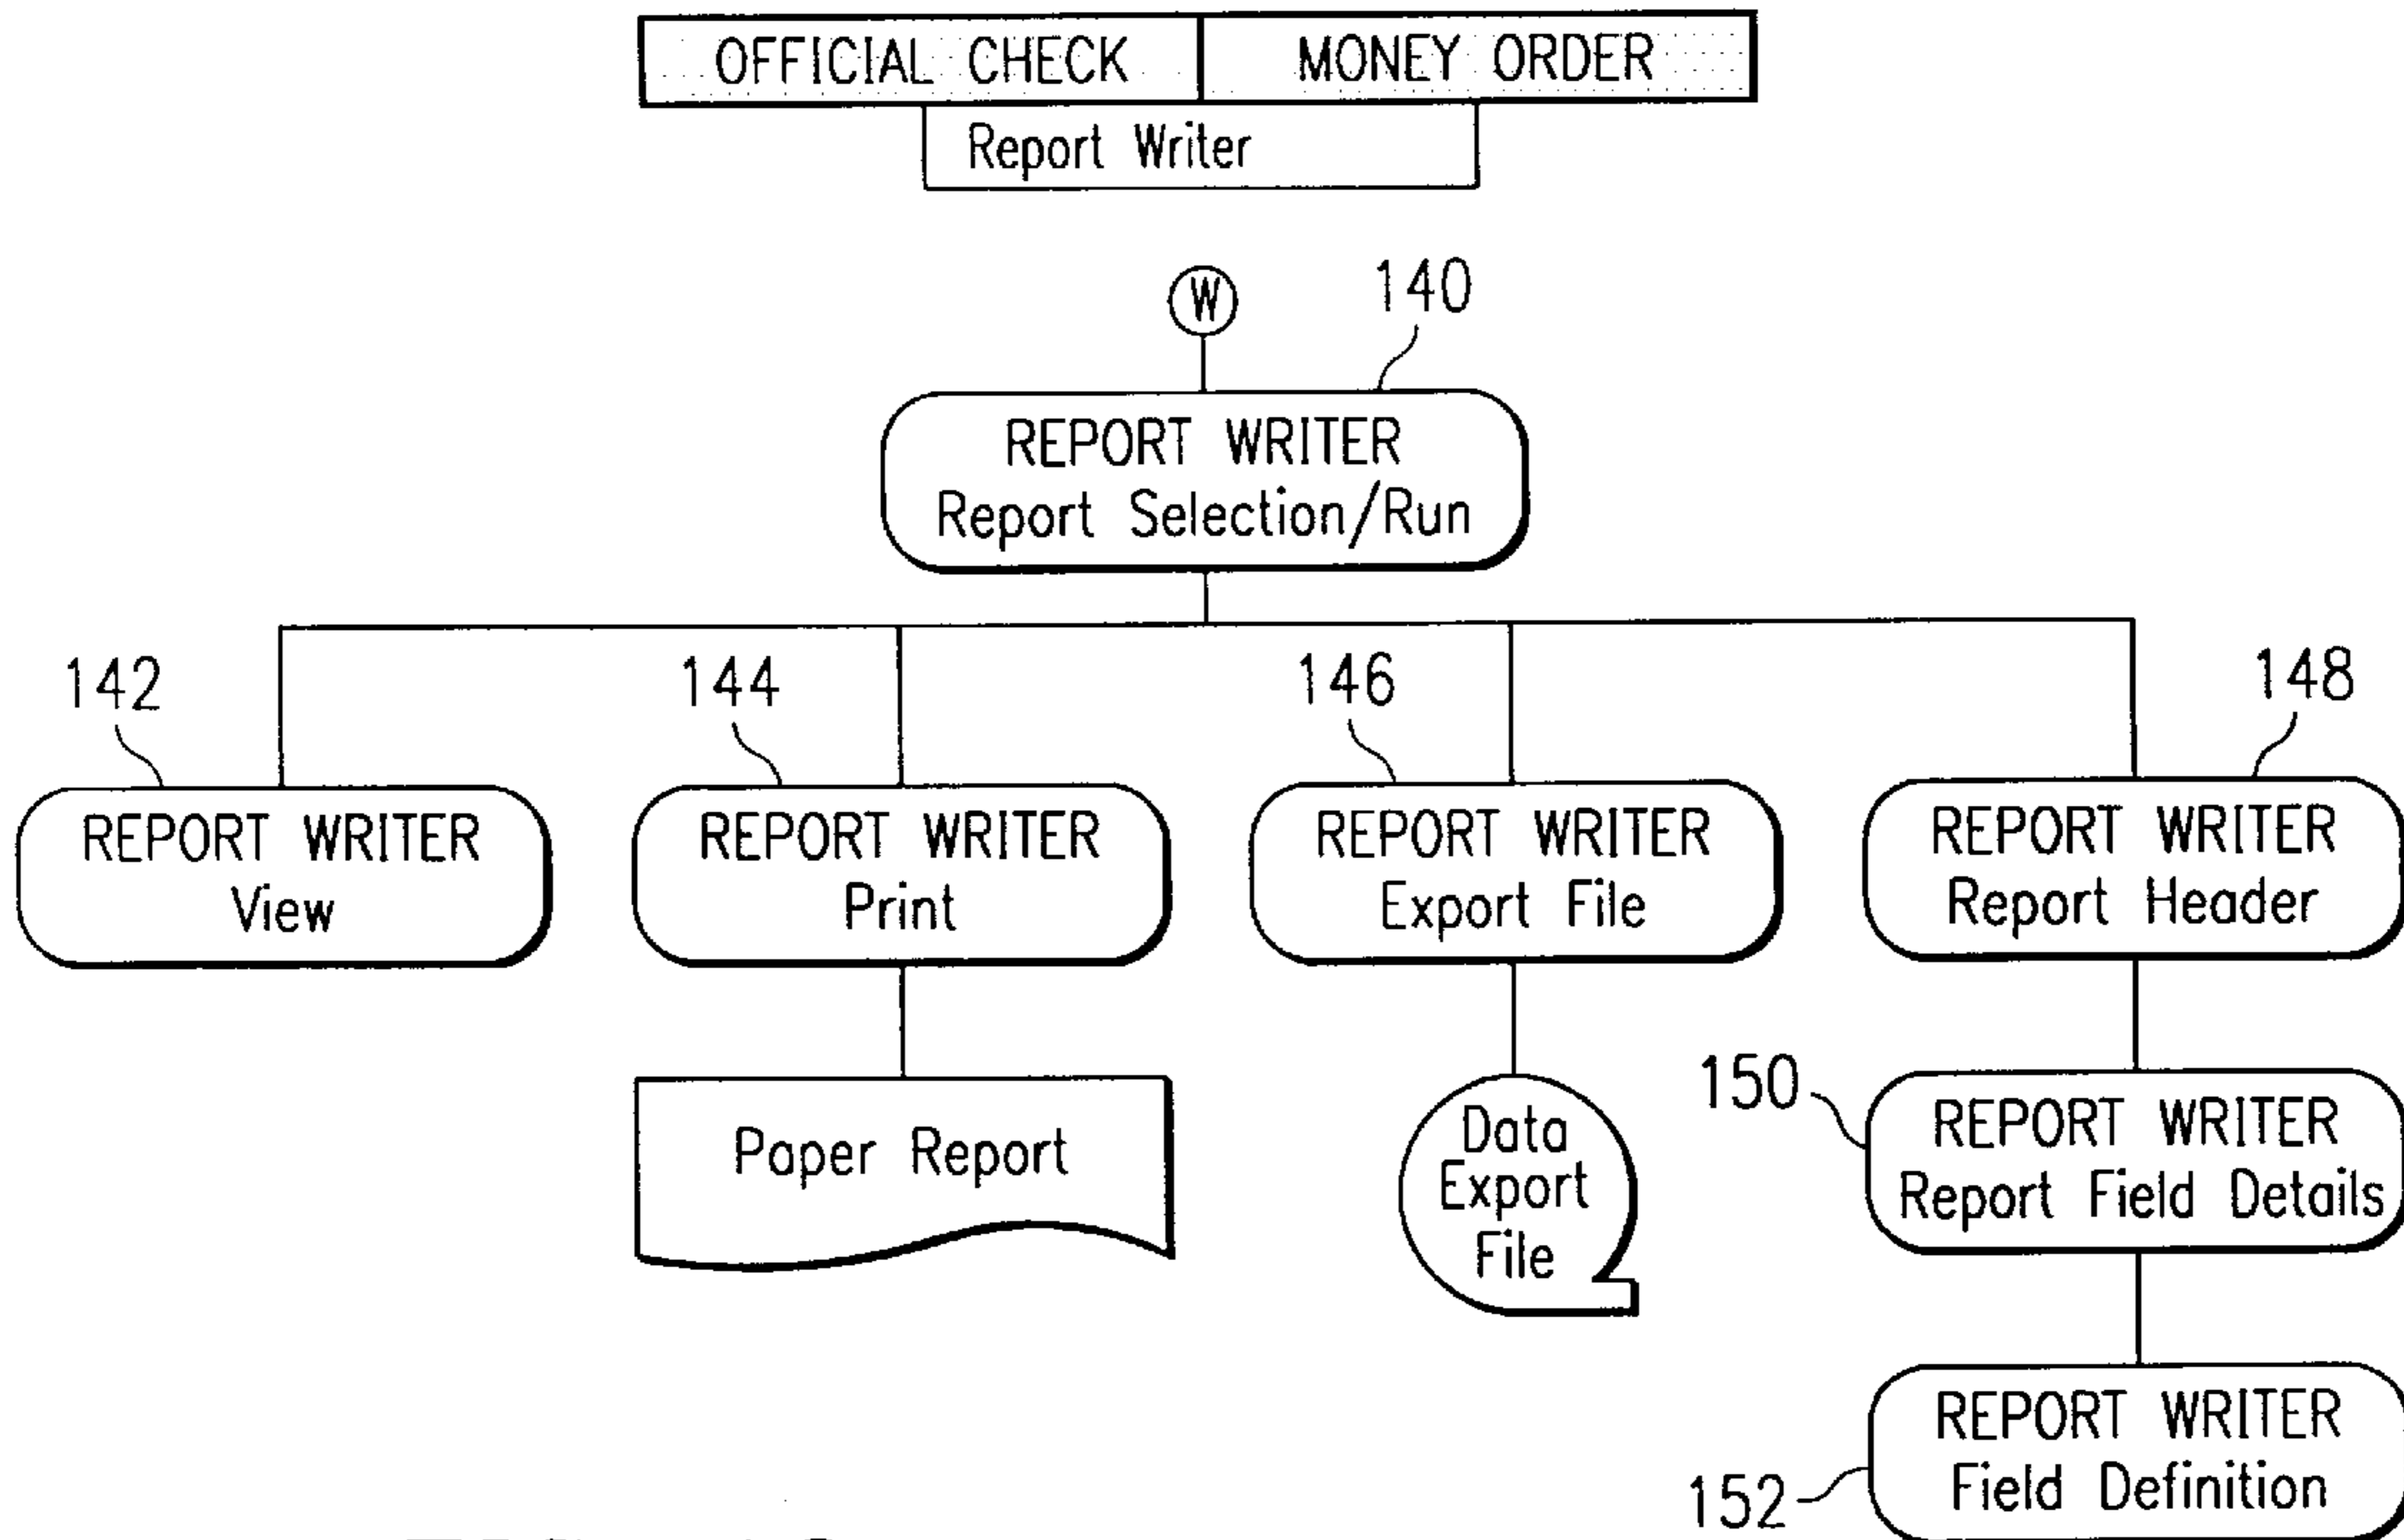 OFFICIAL CHECK MONEY ORDER
Report Writer
W
140
REPORT WRITER
Report Selection/Run
142
144
146
148
REPORT WRITER
View
REPORT WRITER
Print
REPORT WRITER
Export File
REPORT WRITER
Report Header
Paper Report
Data
Export
File
150
REPORT WRITER
Report Field Details
152
REPORT WRITER
Field Definition